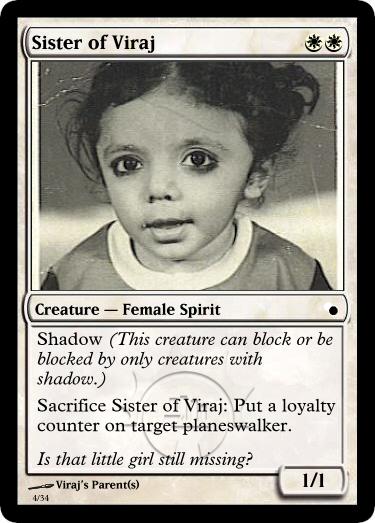 Sister of Viraj
Creature — Female Spirit
Shadow (This creature can block or be
blocked by only creatures with
shadow.)
Sacrifice Sister of Viraj: Put a loyalty
counter on target planeswalker.
Is that little girl still missing?
1/1
Viraj's Parent(s)
4/34